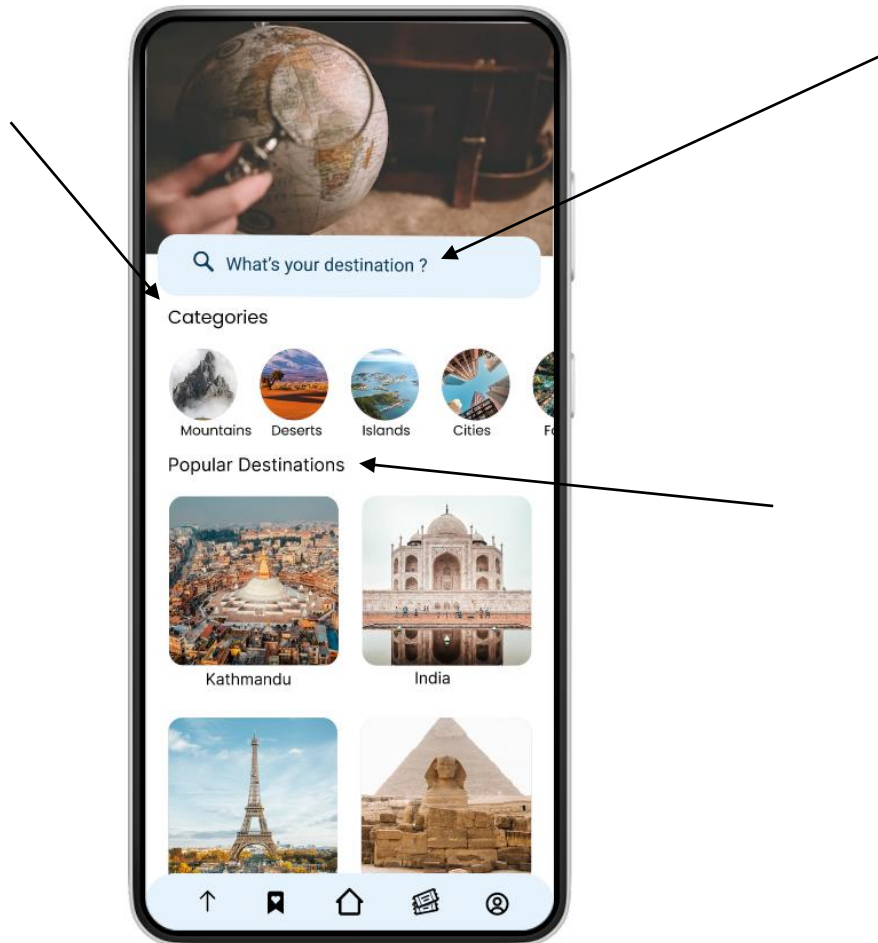 What's your destination ?
Categories
Mountains Deserts Islands Cities
Popular Destinations
Kathmandu India